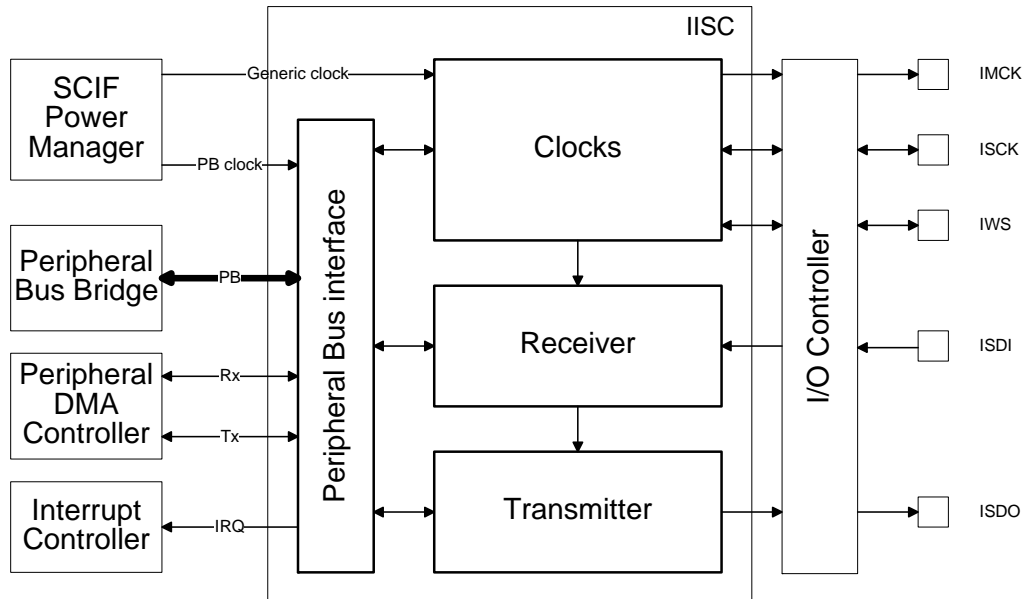 IISC
SCIF
Power
Manager
Generic clock
PB clock
Peripheral Bus interface
Clocks
I/O Controller
IMCK
ISCK
IWS
Peripheral
Bus Bridge
PB
Receiver
ISDI
Peripheral
DMA
Controller
Rx
Tx
Interrupt
Controller
IRQ
Transmitter
ISDO